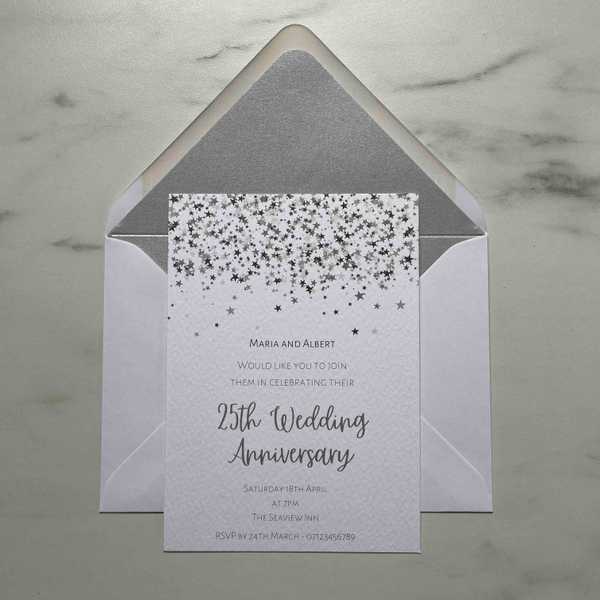 Maria and Albert
Would like you to join
them in celebrating their
25th Wedding
Anniversary
Saturday 18th April
at 7pm
The Seaview Inn
RSVP by 24th March - 07123456789